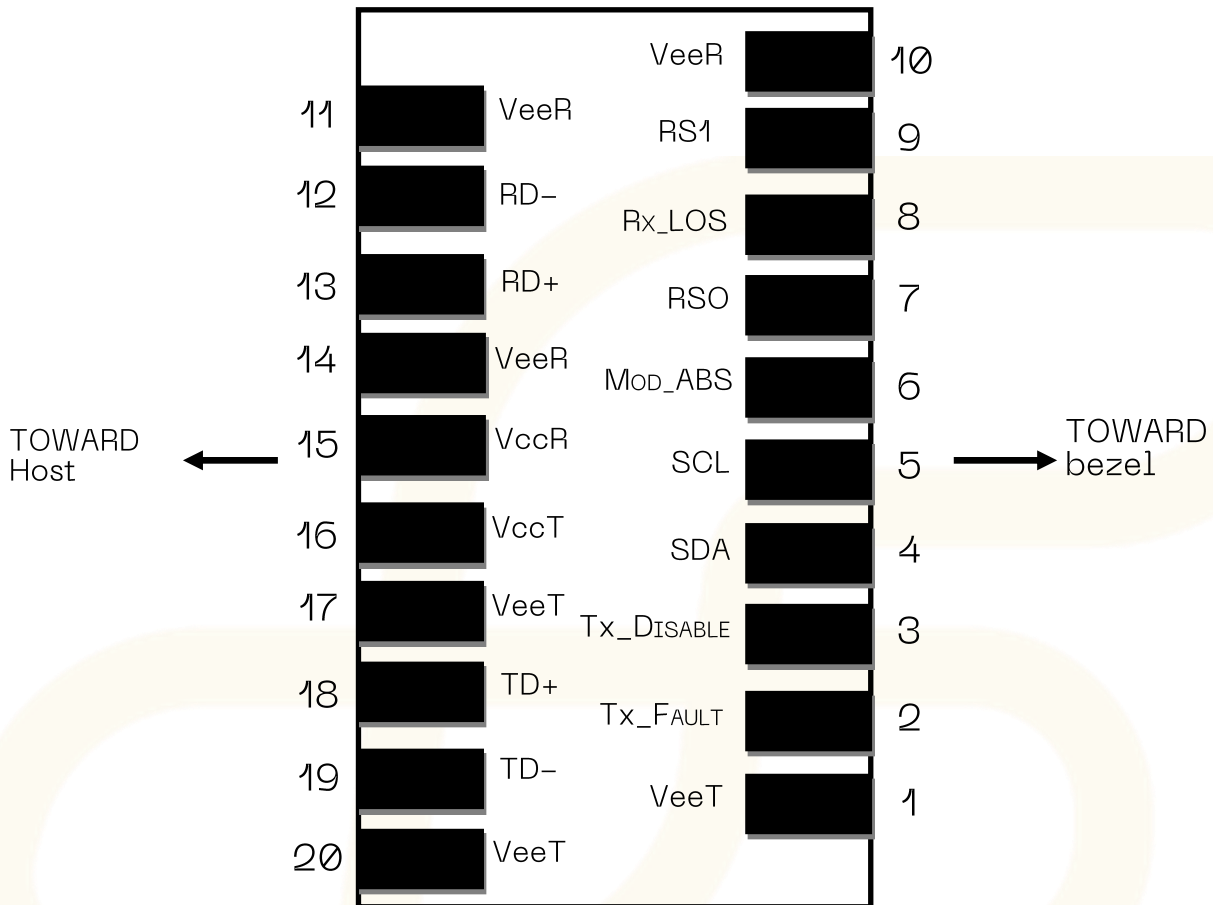 VeeR 10
11 VeeR
RS1 9
12 RD-
Rx_LOS 8
13 RD+
RSO 7
14 VeeR
Mod_ABS 6
TOWARD
Host
15 VccR
SCL 5
TOWARD
bezel
16 VccT
SDA 4
17 VeeT
Tx_Disable 3
18 TD+
Tx_Fault 2
19 TD-
VeeT 1
20 VeeT